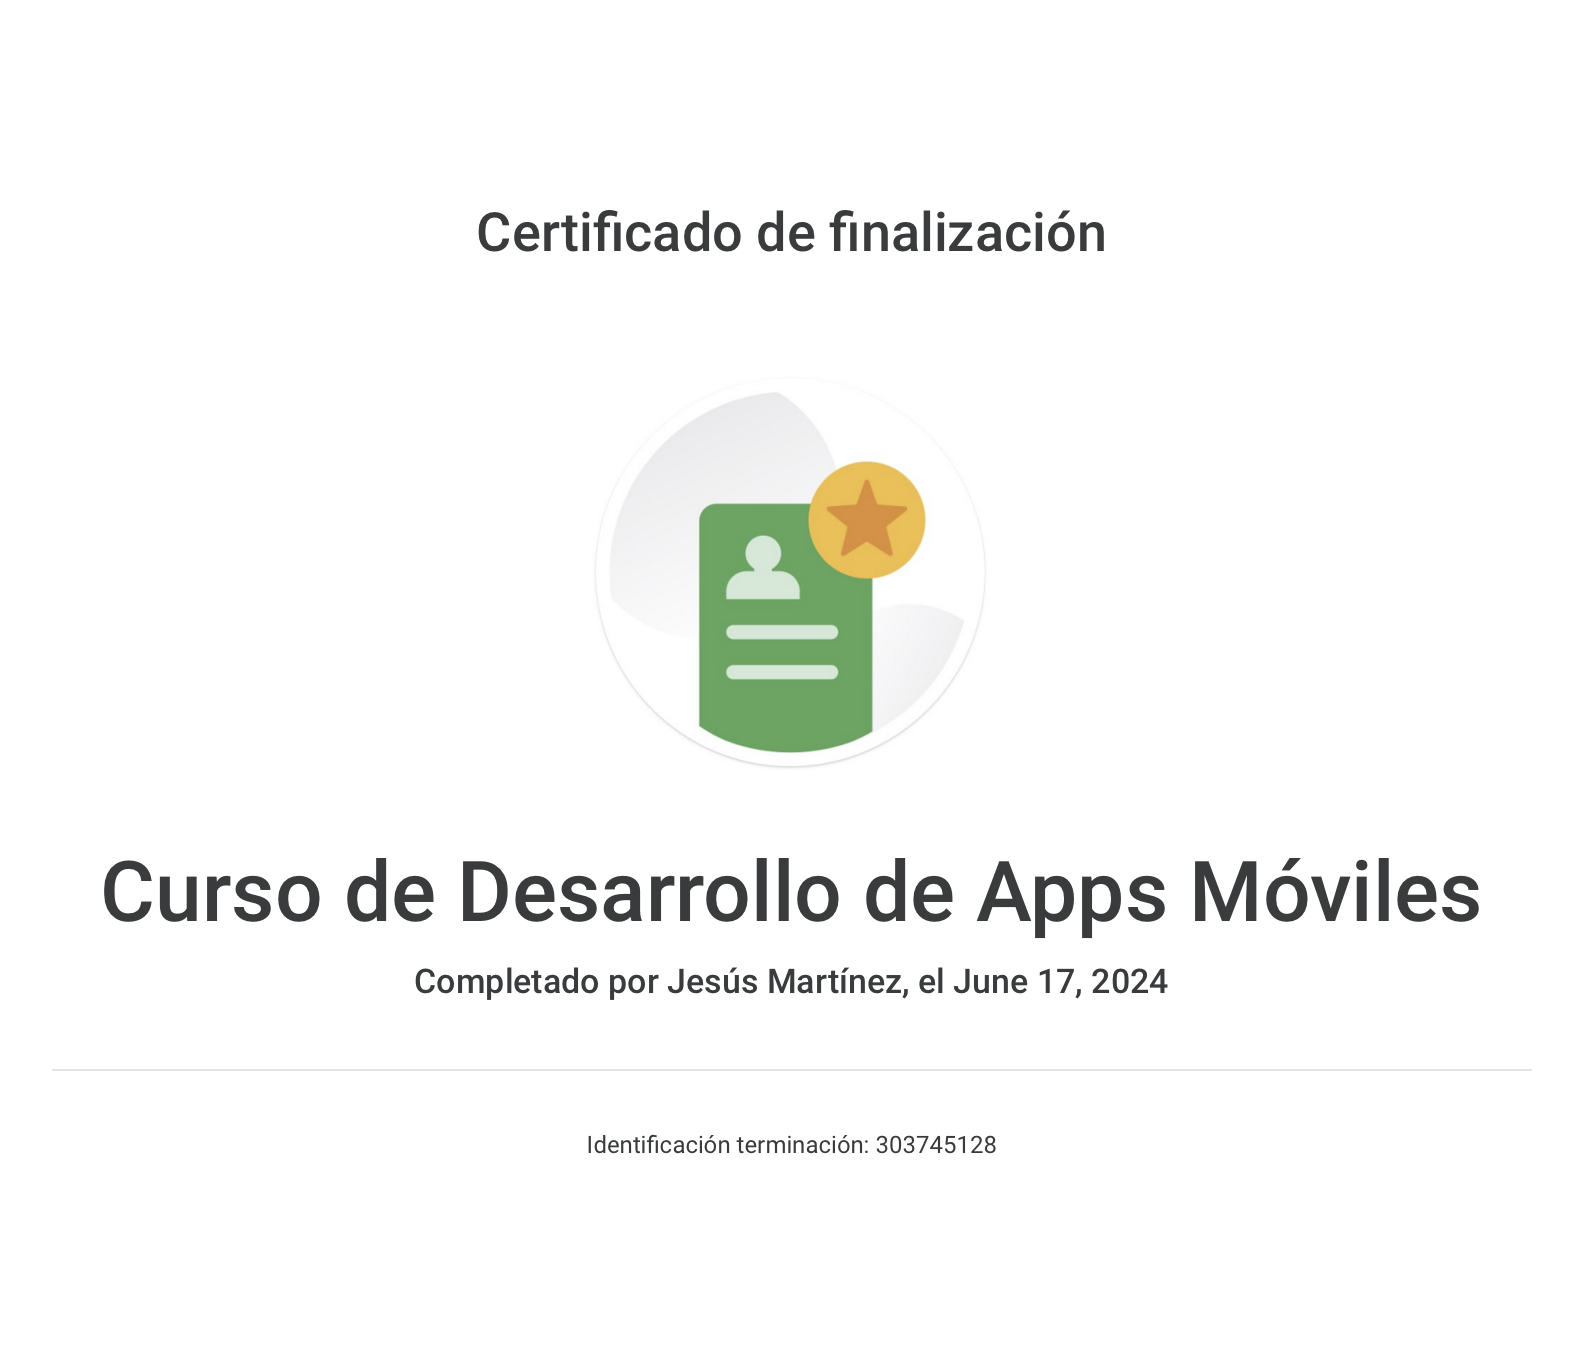 Certificado de finalización
Curso de Desarrollo de Apps Móviles
Completado por Jesús Martínez, el June 17, 2024
Identificación terminación: 303745128